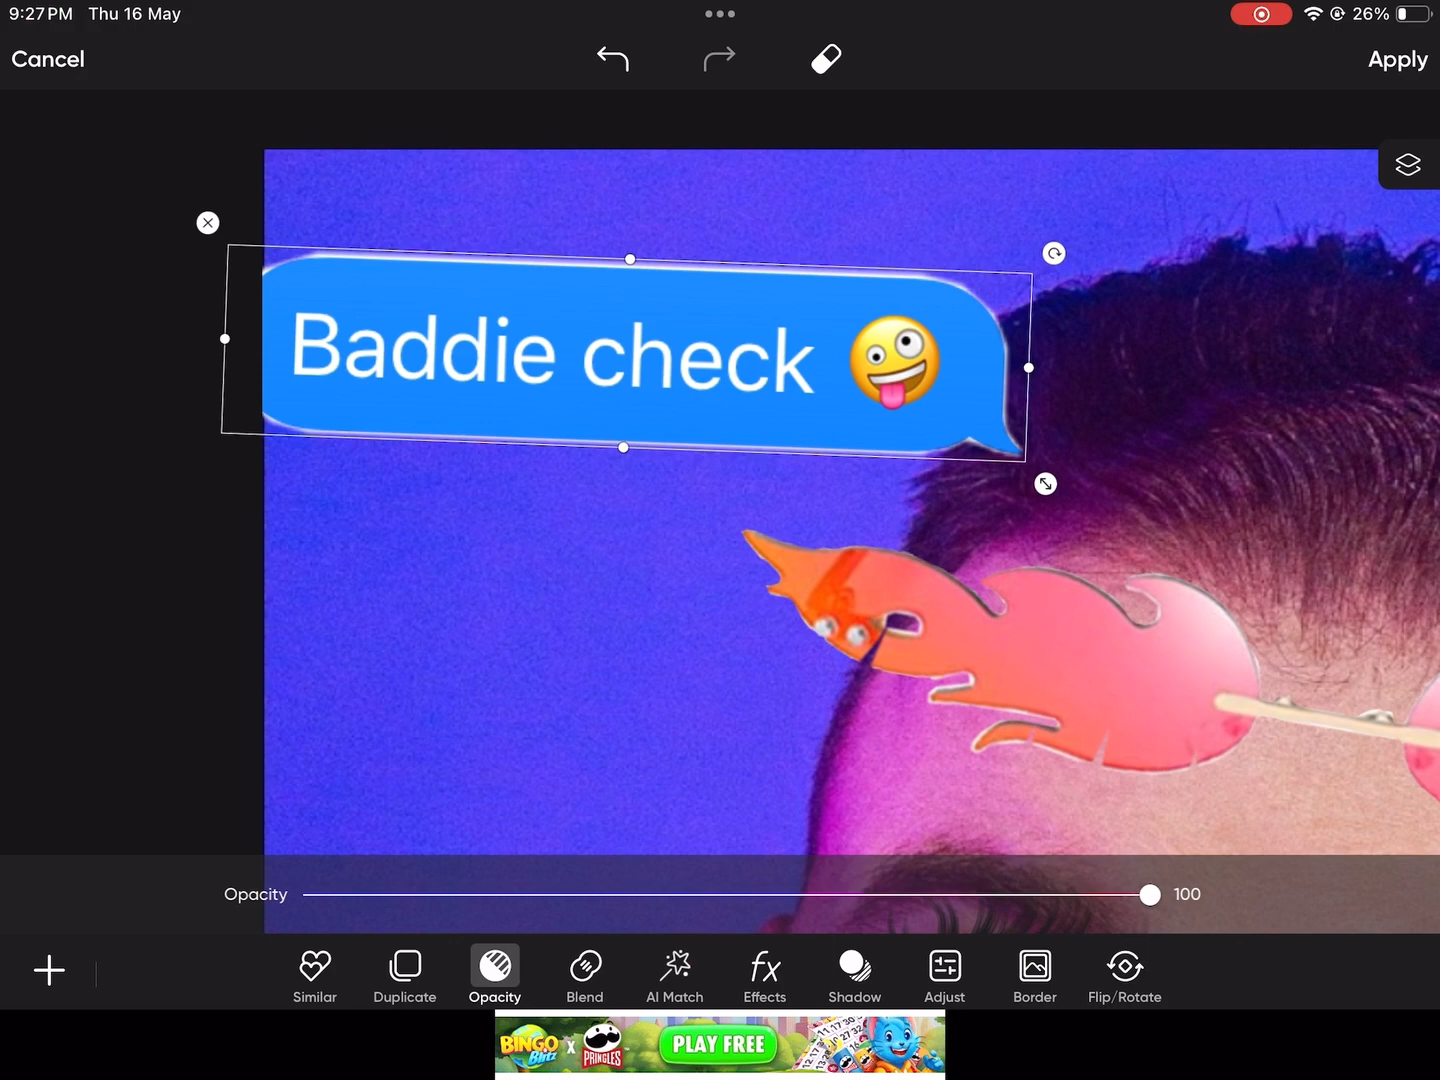 9:27 PM Thu 16 May
26%
Cancel
Apply
Baddie check 🤪
Opacity
100
Similar
Duplicate
Opacity
Blend
AI Match
fx
Effects
Shadow
Adjust
Border
Flip/Rotate
BINGO
Blitz
X
PRINGLES
PLAY FREE